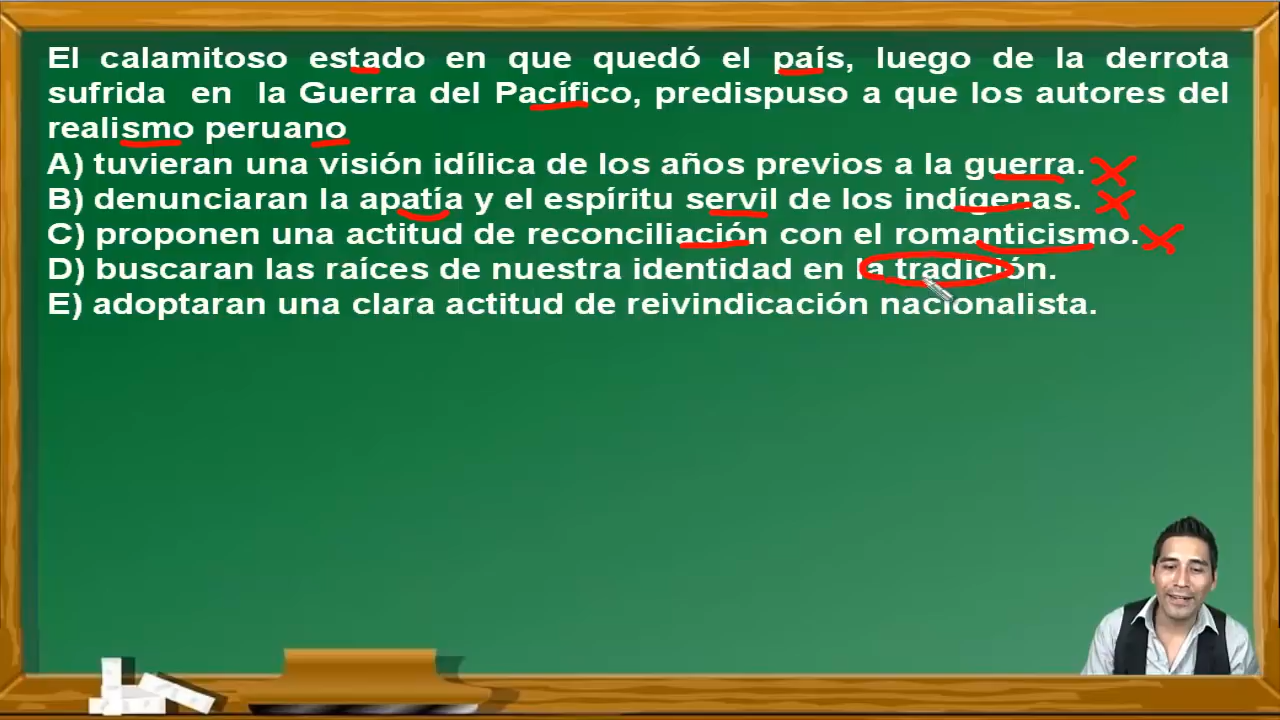 El calamitoso estado en que quedó el país, luego de la derrota
sufrida en la Guerra del Pacífico, predispuso a que los autores del
realismo peruano
A) tuvieran una visión idílica de los años previos a la guerra.
B) denunciaran la apatía y el espíritu servil de los indígenas.
C) proponen una actitud de reconciliación con el romanticismo.
D) buscaran las raíces de nuestra identidad en la tradición.
E) adoptaran una clara actitud de reivindicación nacionalista.